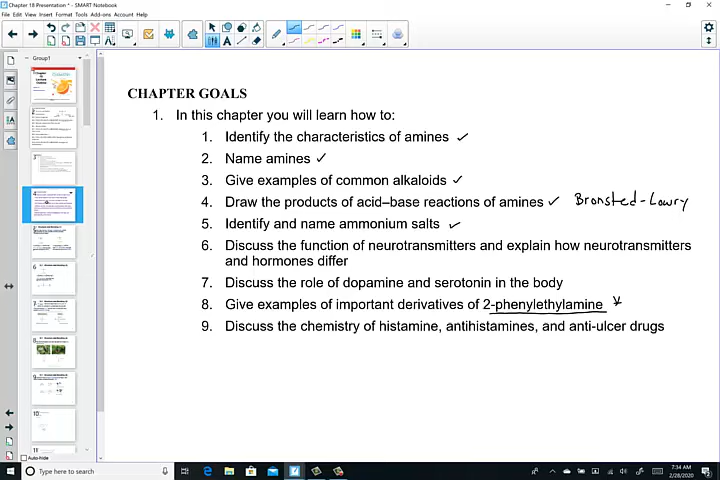 Chapter 18 Presentation * - SMART Notebook
File Edit View Insert Format Tools Add-ons Account Help
Group1
CHAPTER GOALS
1. In this chapter you will learn how to:
1. Identify the characteristics of amines ✓
2. Name amines ✓
3. Give examples of common alkaloids ✓
4. Draw the products of acid–base reactions of amines ✓ Bronsted-Lowry
5. Identify and name ammonium salts ✓
6. Discuss the function of neurotransmitters and explain how neurotransmitters
and hormones differ
7. Discuss the role of dopamine and serotonin in the body
8. Give examples of important derivatives of 2-phenylethylamine *
9. Discuss the chemistry of histamine, antihistamines, and anti-ulcer drugs
Auto-hide
Type here to search
7:34 AM
2/28/2020